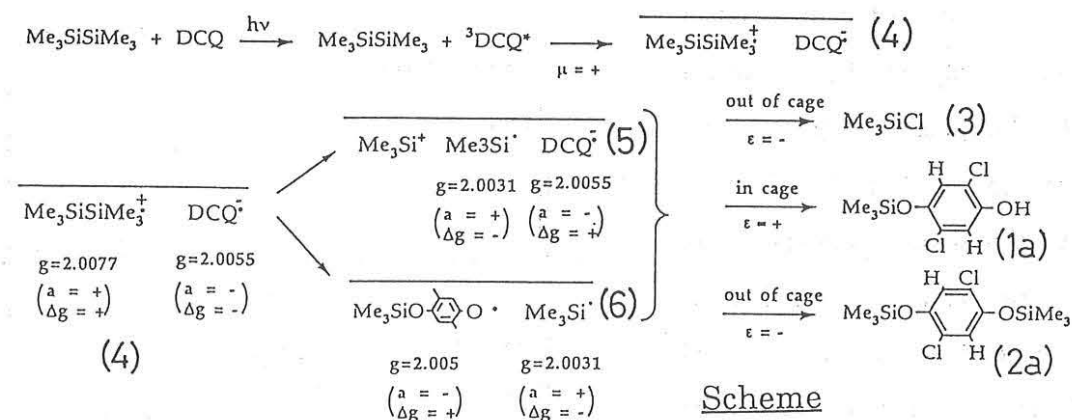 Me₃SiSiMe₃ + DCQ hν Me₃SiSiMe₃ + ³DCQ* μ = + Me₃SiSiMe₃⁺• DCQ⁻• (4)
Me₃Si⁺ Me3Si• DCQ⁻• (5)
g=2.0031 g=2.0055
(a = + Δg = -) (a = - Δg = +)
out of cage ε = - Me₃SiCl (3)
Me₃SiSiMe₃⁺• DCQ⁻•
g=2.0077 g=2.0055
(a = + Δg = +) (a = - Δg = -)
(4)
in cage ε = + Me₃SiO H Cl Cl H OH (1a)
Me₃SiO O • Me₃Si• (6)
g=2.005 g=2.0031
(a = - Δg = +) (a = + Δg = -)
out of cage ε = - Me₃SiO H Cl Cl H OSiMe₃ (2a)
Scheme